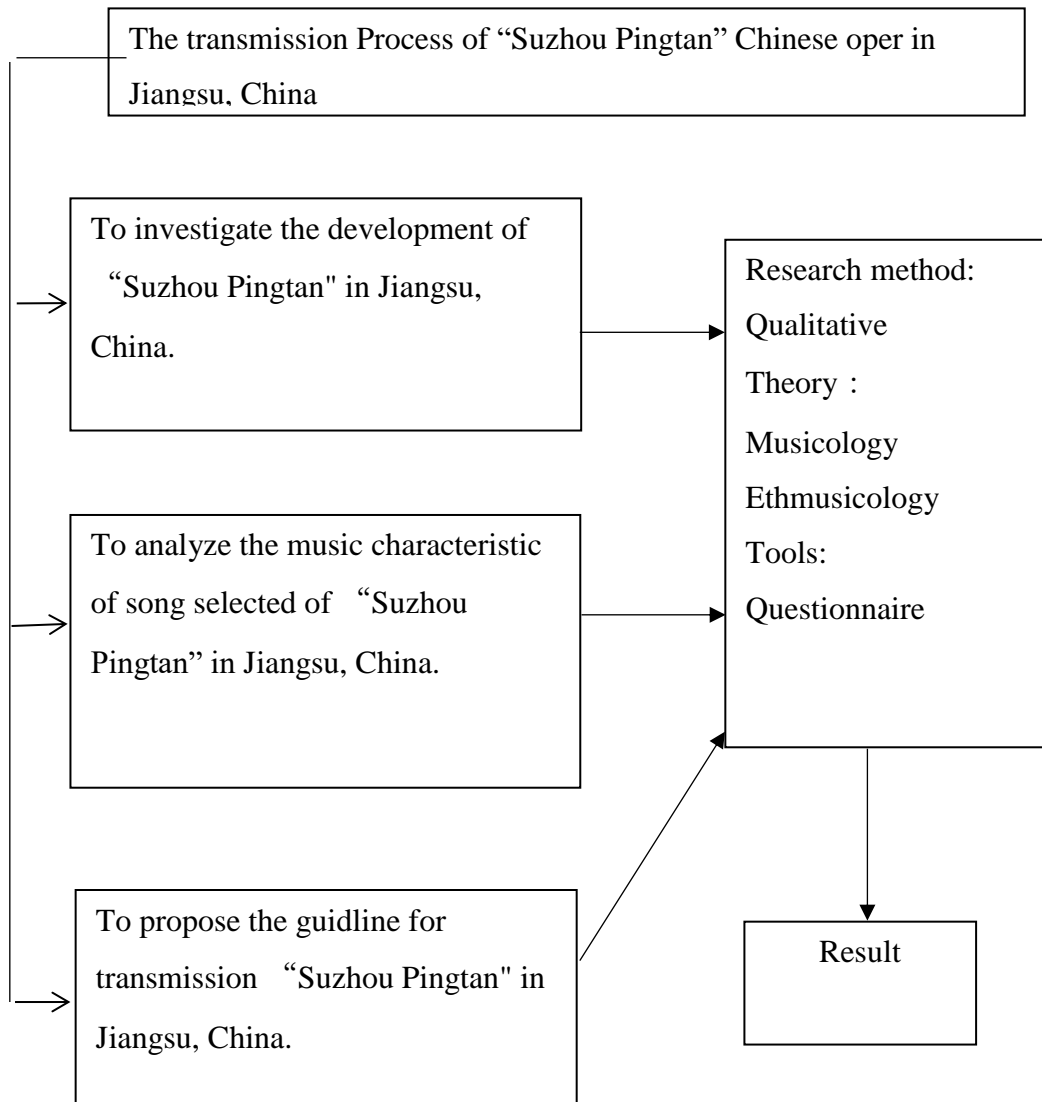 The transmission Process of “Suzhou Pingtan” Chinese oper in
Jiangsu, China
To investigate the development of
“Suzhou Pingtan" in Jiangsu,
China.
To analyze the music characteristic
of song selected of “Suzhou
Pingtan” in Jiangsu, China.
To propose the guidline for
transmission “Suzhou Pingtan" in
Jiangsu, China.
Research method:
Qualitative
Theory：
Musicology
Ethmusicology
Tools:
Questionnaire
Result